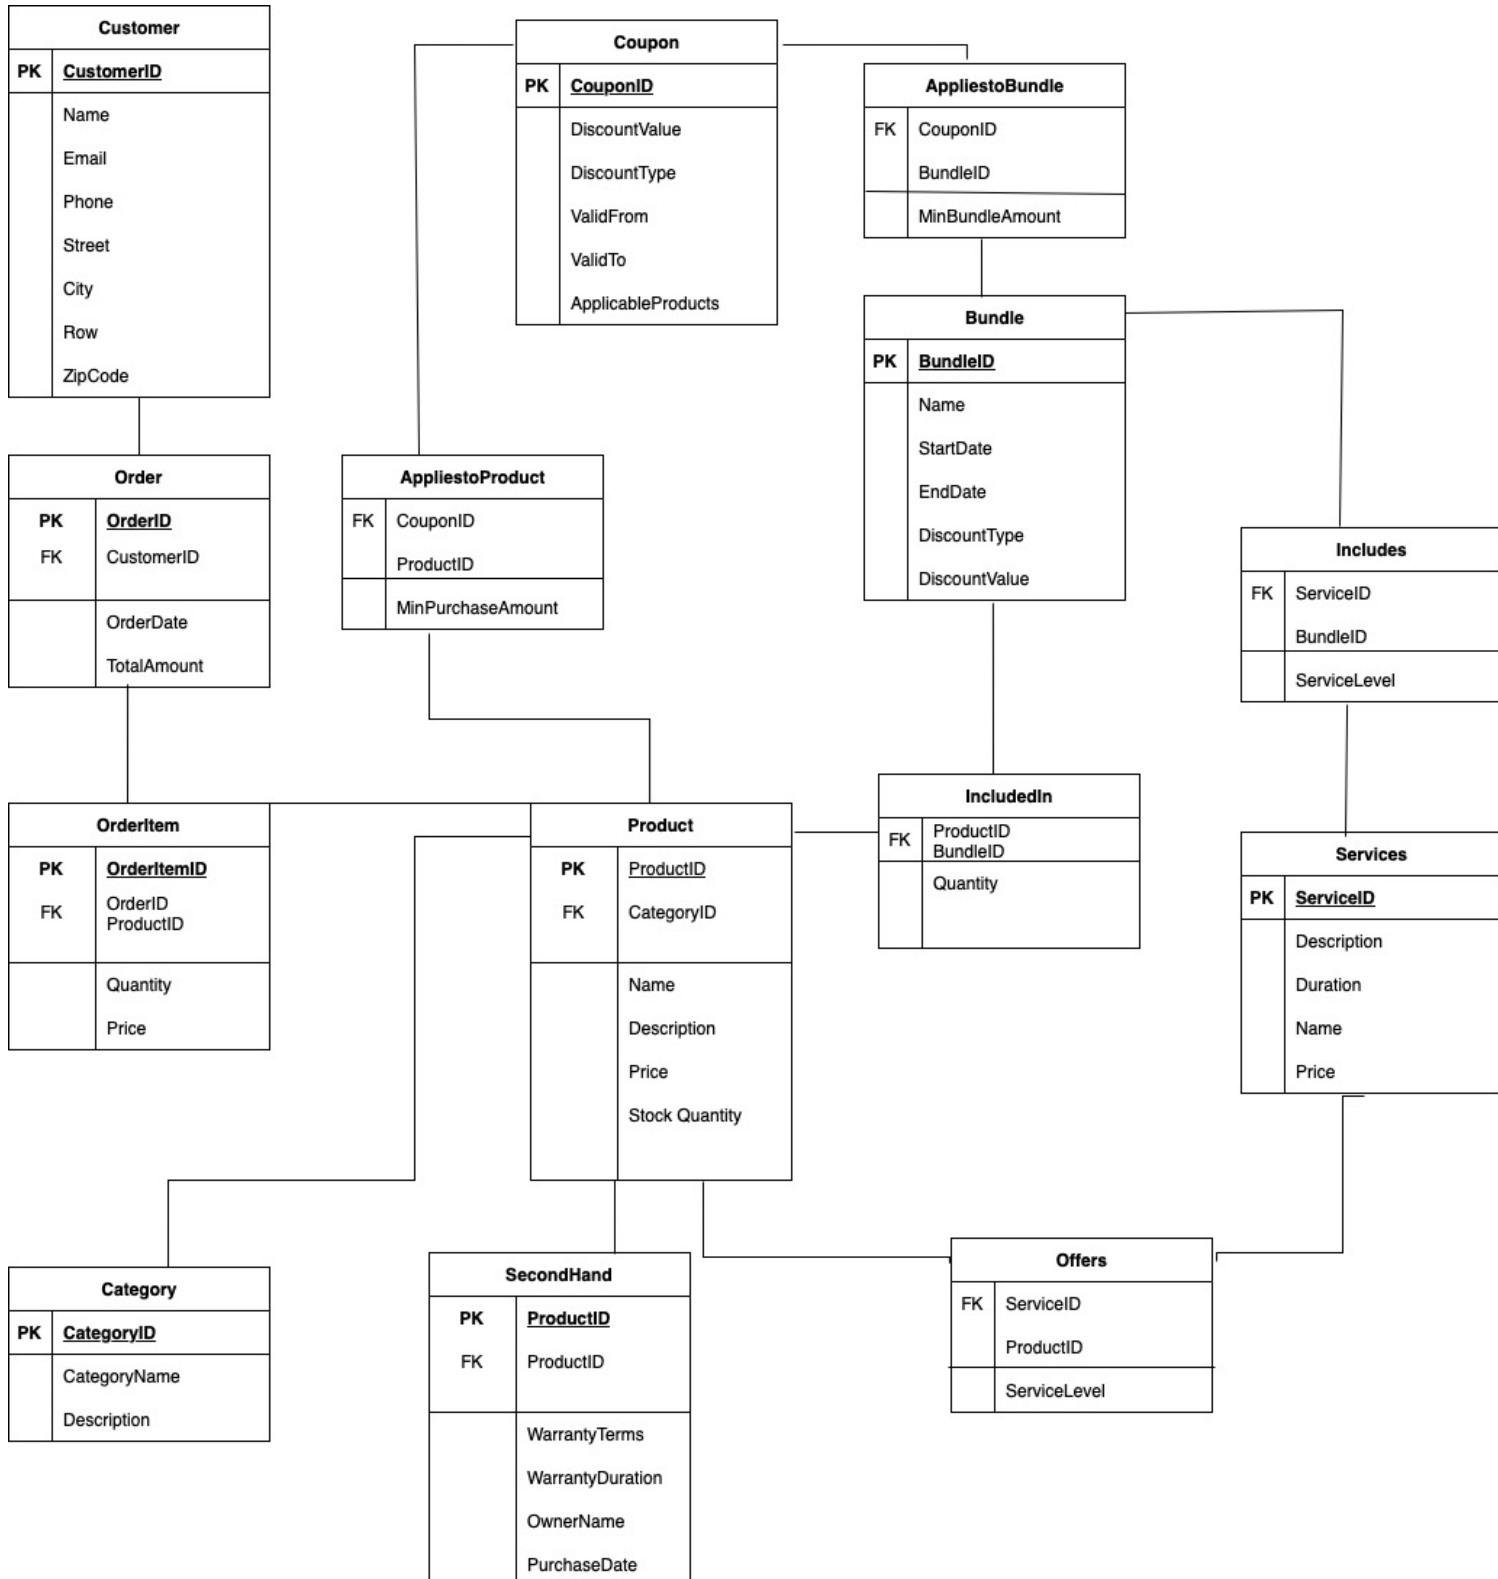 Customer
PK CustomerID
Name
Email
Phone
Street
City
Row
ZipCode
Coupon
PK CouponID
DiscountValue
DiscountType
ValidFrom
ValidTo
ApplicableProducts
AppliestoBundle
FK CouponID
BundleID
MinBundleAmount
Bundle
PK BundleID
Name
StartDate
EndDate
DiscountType
DiscountValue
Order
PK OrderID
FK CustomerID
OrderDate
TotalAmount
AppliestoProduct
FK CouponID
ProductID
MinPurchaseAmount
Includes
FK ServiceID
BundleID
ServiceLevel
OrderItem
PK OrderItemID
FK OrderID
ProductID
Quantity
Price
Product
PK ProductID
FK CategoryID
Name
Description
Price
Stock Quantity
IncludedIn
FK ProductID
BundleID
Quantity
Services
PK ServiceID
Description
Duration
Name
Price
Category
PK CategoryID
CategoryName
Description
SecondHand
PK ProductID
FK ProductID
WarrantyTerms
WarrantyDuration
OwnerName
PurchaseDate
Offers
FK ServiceID
ProductID
ServiceLevel